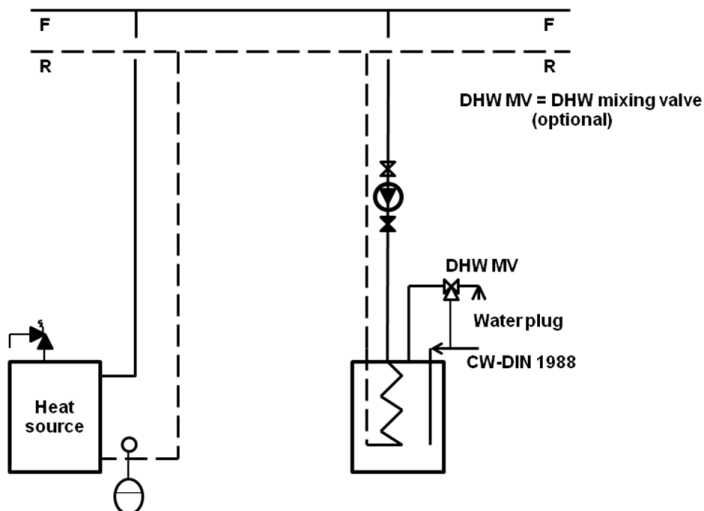 F
F
R
R
DHW MV = DHW mixing valve
(optional)
DHW MV
Water plug
CW-DIN 1988
Heat
source